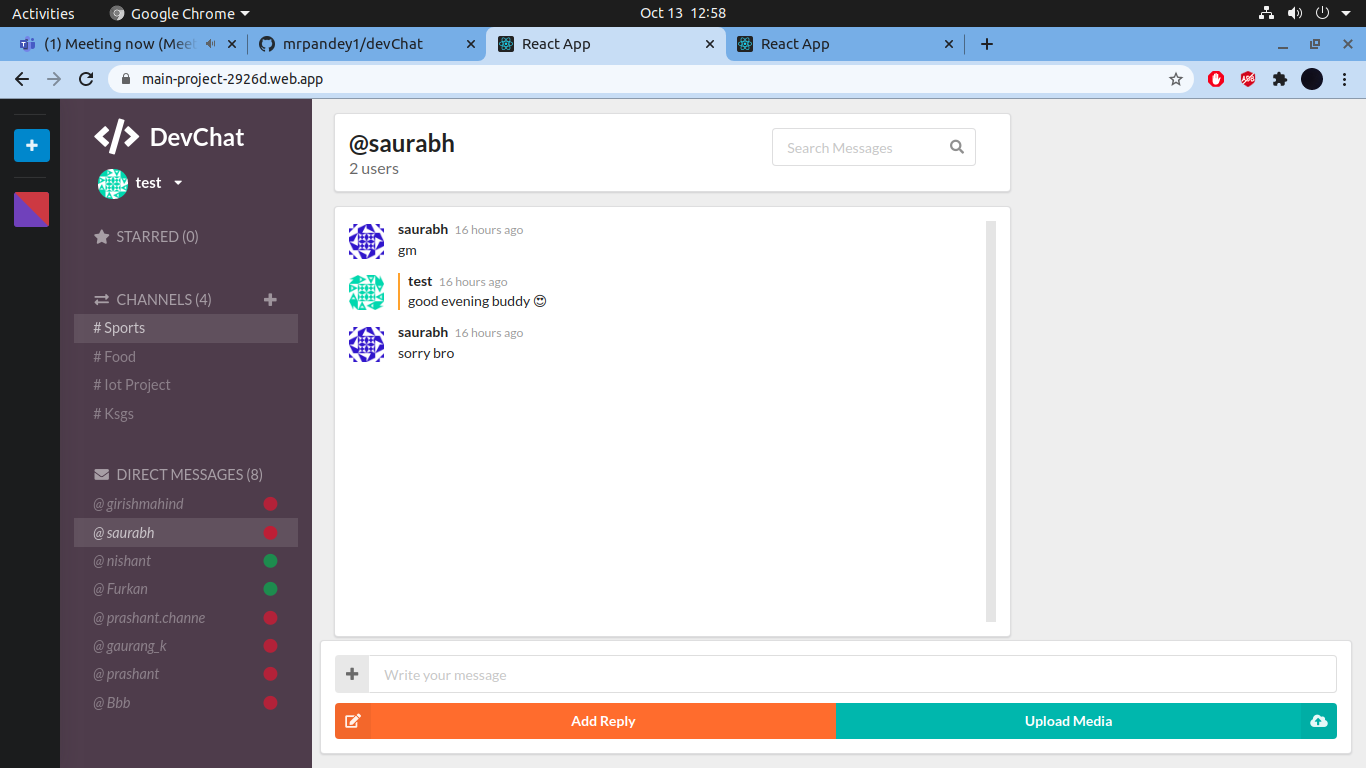 Activities Google Chrome Oct 13 12:58
(1) Meeting now (Mee
mrpandey1/devChat
React App
React App
main-project-2926d.web.app
ABP
</> DevChat
test
STARRED (0)
CHANNELS (4)
# Sports
# Food
# Iot Project
# Ksgs
DIRECT MESSAGES (8)
@ girishmahind
@ saurabh
@ nishant
@ Furkan
@ prashant.channe
@ gaurang_k
@ prashant
@ Bbb
@saurabh
2 users
Search Messages
saurabh 16 hours ago
gm
test 16 hours ago
good evening buddy 😍
saurabh 16 hours ago
sorry bro
Write your message
Add Reply
Upload Media